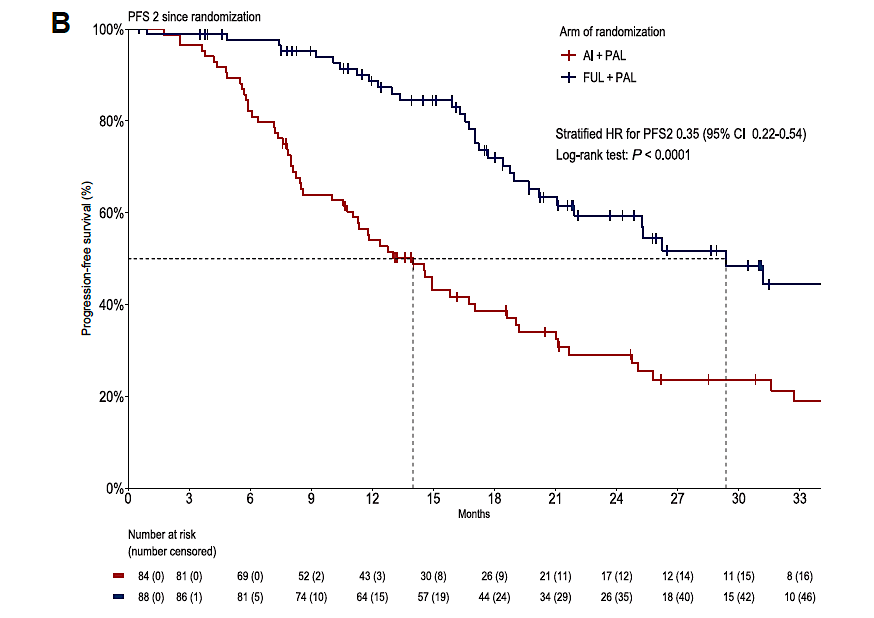 B
PFS 2 since randomization
Arm of randomization
AI + PAL
FUL + PAL
Stratified HR for PFS2 0.35 (95% CI 0.22-0.54)
Log-rank test: P < 0.0001
Progression-free survival (%)
100%
80%
60%
40%
20%
0%
0 3 6 9 12 15 18 21 24 27 30 33
Months
Number at risk
(number censored)
84 (0) 81 (0) 69 (0) 52 (2) 43 (3) 30 (8) 26 (9) 21 (11) 17 (12) 12 (14) 11 (15) 8 (16)
88 (0) 86 (1) 81 (5) 74 (10) 64 (15) 57 (19) 44 (24) 34 (29) 26 (35) 18 (40) 15 (42) 10 (46)